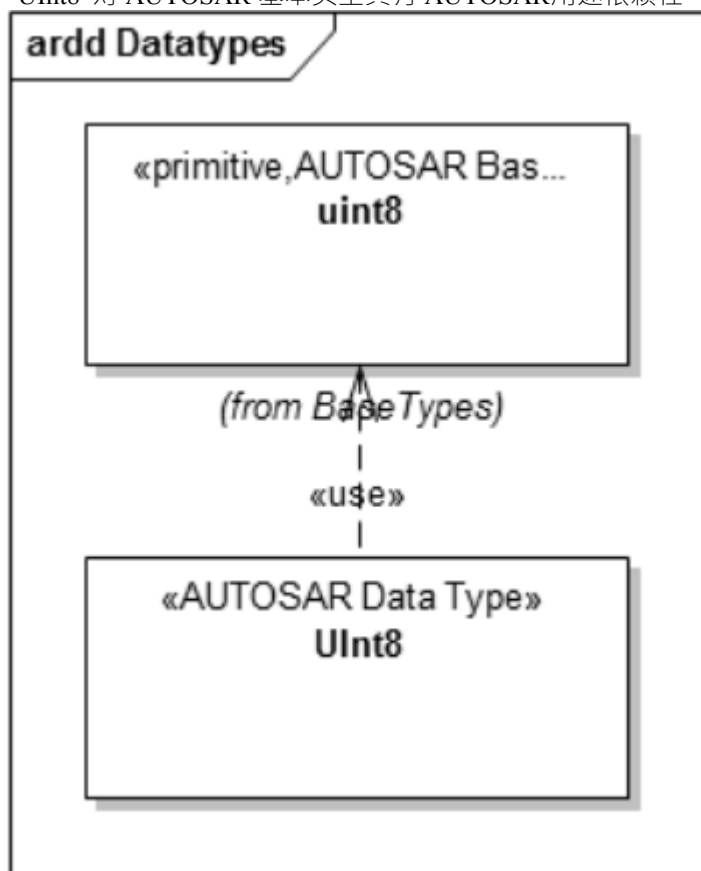 ardd Datatypes
«primitive,AUTOSAR Bas...
uint8
(from BaseTypes)
«use»
«AUTOSAR Data Type»
UInt8